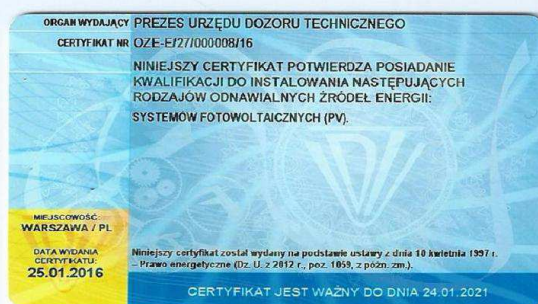 ORGAN WYDAJĄCY PREZES URZĘDU DOZORU TECHNICZNEGO
CERTYFIKAT NR OZE-E/27/000008/16
NINIEJSZY CERTYFIKAT POTWIERDZA POSIADANIE
KWALIFIKACJI DO INSTALOWANIA NASTĘPUJĄCYCH
RODZAJÓW ODNAWIALNYCH ŹRÓDEŁ ENERGII:
SYSTEMÓW FOTOWOLTAICZNYCH (PV).
MIEJSCOWOŚĆ:
WARSZAWA / PL
DATA WYDANIA
CERTYFIKATU:
25.01.2016
Niniejszy certyfikat został wydany na podstawie ustawy z dnia 10 kwietnia 1997 r.
– Prawo energetyczne (Dz. U. z 2012 r., poz. 1059, z późn. zm.).
CERTYFIKAT JEST WAŻNY DO DNIA 24.01.2021